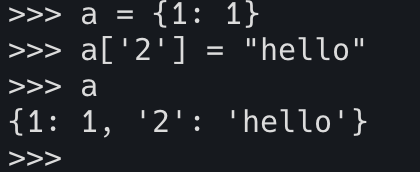 >>> a = {1: 1}
>>> a['2'] = "hello"
>>> a
{1: 1, '2': 'hello'}
>>>